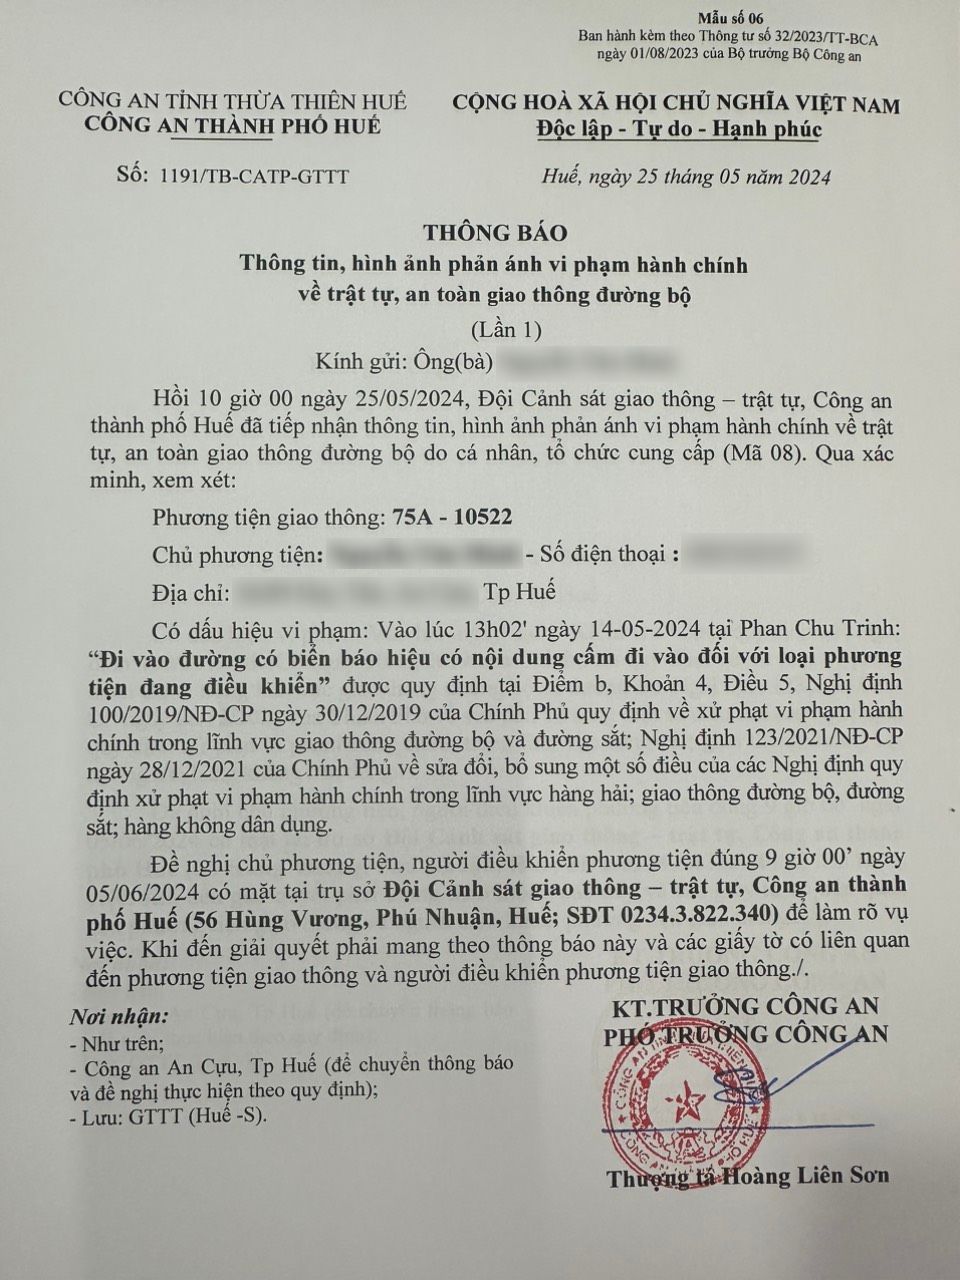 Mẫu số 06
Ban hành kèm theo Thông tư số 32/2023/TT-BCA
ngày 01/08/2023 của Bộ trưởng Bộ Công an
CÔNG AN TỈNH THỪA THIÊN HUẾ
CÔNG AN THÀNH PHỐ HUẾ
Số: 1191/TB-CATP-GTTT
CỘNG HOÀ XÃ HỘI CHỦ NGHĨA VIỆT NAM
Độc lập - Tự do - Hạnh phúc
Huế, ngày 25 tháng 05 năm 2024
THÔNG BÁO
Thông tin, hình ảnh phản ánh vi phạm hành chính
về trật tự, an toàn giao thông đường bộ
(Lần 1)
Kính gửi: Ông(bà)
Hồi 10 giờ 00 ngày 25/05/2024, Đội Cảnh sát giao thông – trật tự, Công an
thành phố Huế đã tiếp nhận thông tin, hình ảnh phản ánh vi phạm hành chính về trật
tự, an toàn giao thông đường bộ do cá nhân, tổ chức cung cấp (Mã 08). Qua xác
minh, xem xét:
Phương tiện giao thông: 75A - 10522
Chủ phương tiện: - Số điện thoại :
Địa chỉ: Tp Huế
Có dấu hiệu vi phạm: Vào lúc 13h02' ngày 14-05-2024 tại Phan Chu Trinh:
“Đi vào đường có biển báo hiệu có nội dung cấm đi vào đối với loại phương
tiện đang điều khiển” được quy định tại Điểm b, Khoản 4, Điều 5, Nghị định
100/2019/NĐ-CP ngày 30/12/2019 của Chính Phủ quy định về xử phạt vi phạm hành
chính trong lĩnh vực giao thông đường bộ và đường sắt; Nghị định 123/2021/NĐ-CP
ngày 28/12/2021 của Chính Phủ về sửa đổi, bổ sung một số điều của các Nghị định quy
định xử phạt vi phạm hành chính trong lĩnh vực hàng hải; giao thông đường bộ, đường
sắt; hàng không dân dụng.
Đề nghị chủ phương tiện, người điều khiển phương tiện đúng 9 giờ 00’ ngày
05/06/2024 có mặt tại trụ sở Đội Cảnh sát giao thông – trật tự, Công an thành
phố Huế (56 Hùng Vương, Phú Nhuận, Huế; SĐT 0234.3.822.340) để làm rõ vụ
việc. Khi đến giải quyết phải mang theo thông báo này và các giấy tờ có liên quan
đến phương tiện giao thông và người điều khiển phương tiện giao thông./.
Nơi nhận:
- Như trên;
- Công an An Cựu, Tp Huế (để chuyển thông báo
và đề nghị thực hiện theo quy định);
- Lưu: GTTT (Huế -S).
KT.TRƯỞNG CÔNG AN
PHÓ TRƯỞNG CÔNG AN
Thượng tá Hoàng Liên Sơn